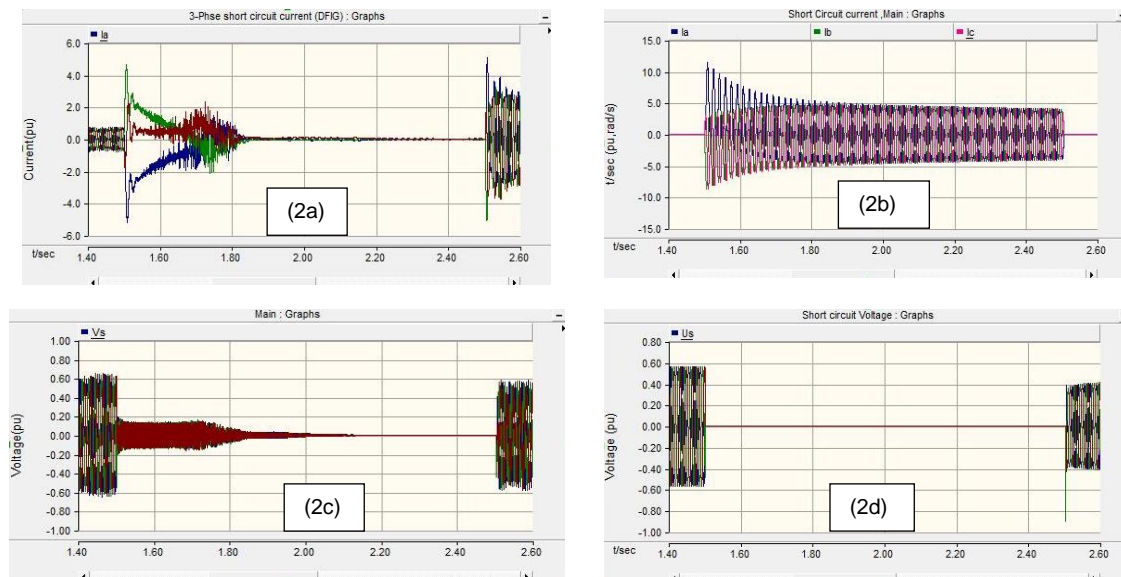 3-Phse short circuit current (DFIG) : Graphs
Ia
6.0
4.0
2.0
0.0
-2.0
-4.0
-6.0
Current(pu)
(2a)
t/sec 1.40 1.60 1.80 2.00 2.20 2.40 2.60
Short Circuit current ,Main : Graphs
Ia Ib Ic
15.0
10.0
5.0
0.0
-5.0
-10.0
-15.0
t/sec (pu,rad/s)
(2b)
1.40 1.60 1.80 2.00 2.20 2.40 2.60
t/sec
Main : Graphs
Vs
1.00
0.80
0.60
0.40
0.20
0.00
-0.20
-0.40
-0.60
-0.80
-1.00
Voltage(pu)
(2c)
1.40 1.60 1.80 2.00 2.20 2.40 2.60
Short circuit Voltage : Graphs
Us
0.80
0.60
0.40
0.20
0.00
-0.20
-0.40
-0.60
-0.80
-1.00
Voltage (pu)
(2d)
t/sec 1.40 1.60 1.80 2.00 2.20 2.40 2.60